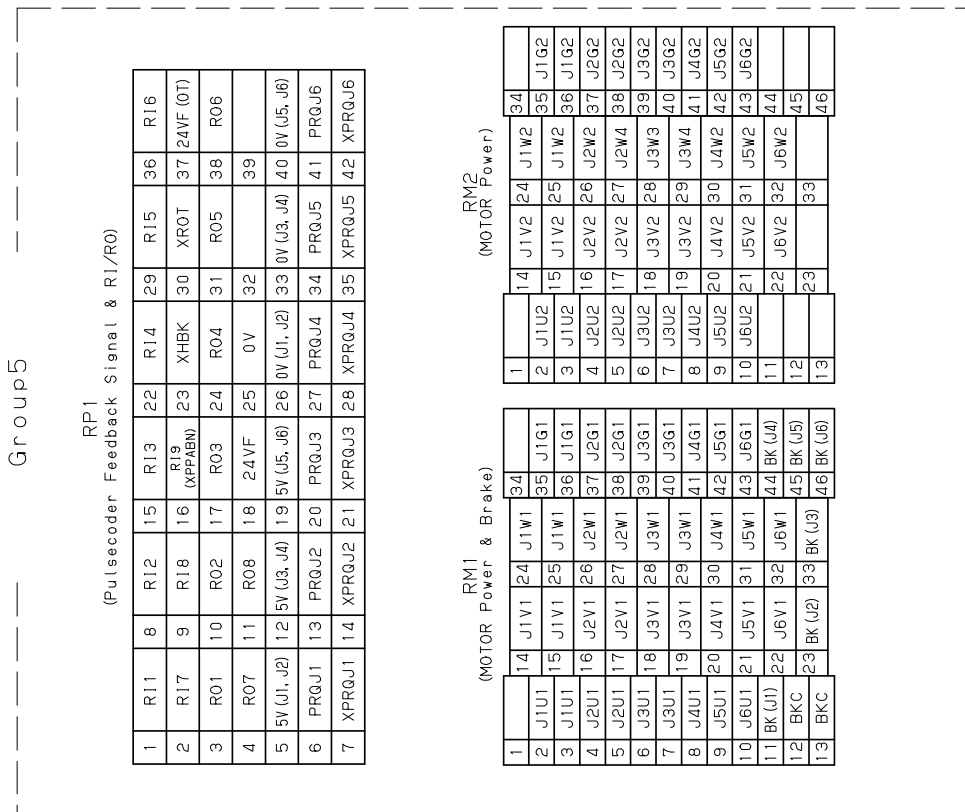 Group5
RP1
(Pulsecoder Feedback Signal & RI/RO)
1 RI1 8 RI2 15 RI3 22 RI4 29 RI5 36 RI6
2 RI7 9 RI8 16 RI9 (XPPABN) 23 XHBK 30 XROT 37 24VF (OT)
3 RO1 10 RO2 17 RO3 24 RO4 31 RO5 38 RO6
4 RO7 11 RO8 18 24VF 25 0V 32 39
5 5V (J1, J2) 12 5V (J3, J4) 19 5V (J5, J6) 26 0V (J1, J2) 33 0V (J3, J4) 40 0V (J5, J6)
6 PRQJ1 13 PRQJ2 20 PRQJ3 27 PRQJ4 34 PRQJ5 41 PRQJ6
7 XPRQJ1 14 XPRQJ2 21 XPRQJ3 28 XPRQJ4 35 XPRQJ5 42 XPRQJ6
RM1
(MOTOR Power & Brake)
1 14 J1V1 24 J1W1 34
2 J1U1 15 J1V1 25 J1W1 35 J1G1
3 J1U1 16 J2V1 26 J2W1 36 J1G1
4 J2U1 17 J2V1 27 J2W1 37 J2G1
5 J2U1 18 J3V1 28 J3W1 38 J2G1
6 J3U1 19 J3V1 29 J3W1 39 J3G1
7 J3U1 20 J4V1 30 J4W1 40 J3G1
8 J4U1 21 J5V1 31 J5W1 41 J4G1
9 J5U1 22 J6V1 32 J6W1 42 J5G1
10 J6U1 23 BK (J2) 33 BK (J3) 43 J6G1
11 BK (J1) 44 BK (J4)
12 BKC 45 BK (J5)
13 BKC 46 BK (J6)
RM2
(MOTOR Power)
1 14 J1V2 24 J1W2 34
2 J1U2 15 J1V2 25 J1W2 35 J1G2
3 J1U2 16 J2V2 26 J2W2 36 J1G2
4 J2U2 17 J2V2 27 J2W4 37 J2G2
5 J2U2 18 J3V2 28 J3W3 38 J2G2
6 J3U2 19 J3V2 29 J3W4 39 J3G2
7 J3U2 20 J4V2 30 J4W2 40 J3G2
8 J4U2 21 J5V2 31 J5W2 41 J4G2
9 J5U2 22 J6V2 32 J6W2 42 J5G2
10 J6U2 23 33 43 J6G2
11 44
12 45
13 46